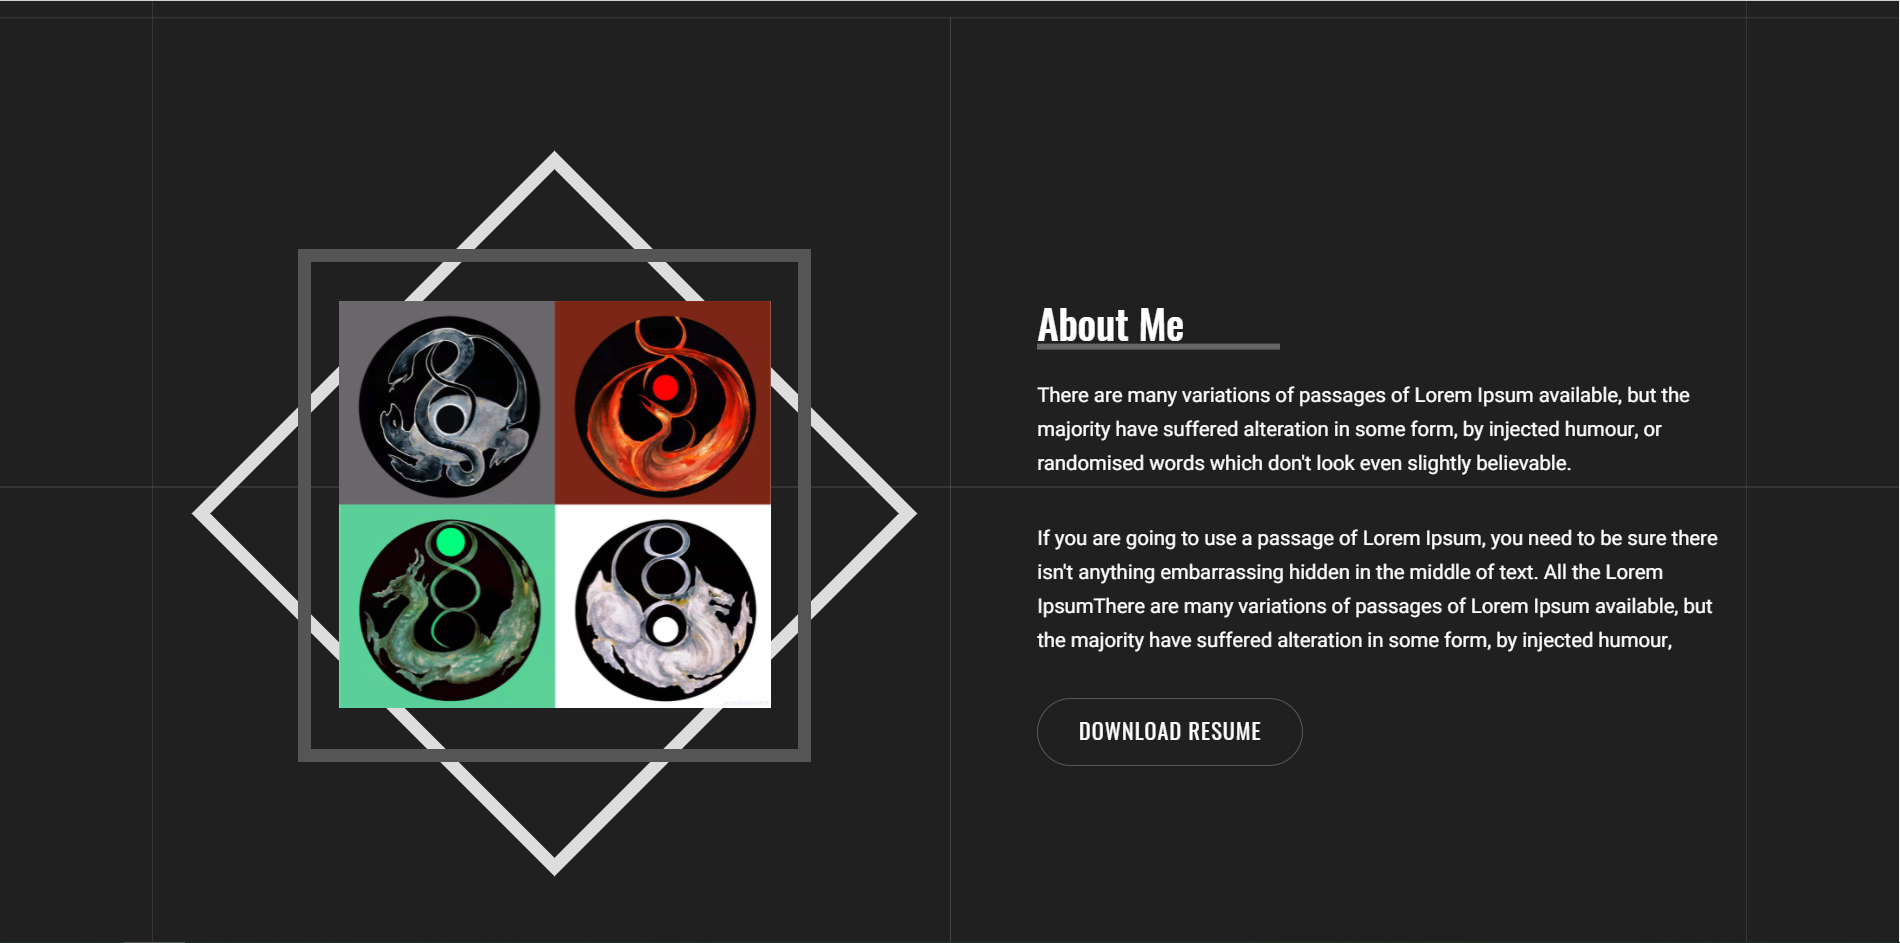 About Me
There are many variations of passages of Lorem Ipsum available, but the
majority have suffered alteration in some form, by injected humour, or
randomised words which don't look even slightly believable.
If you are going to use a passage of Lorem Ipsum, you need to be sure there
isn't anything embarrassing hidden in the middle of text. All the Lorem
IpsumThere are many variations of passages of Lorem Ipsum available, but
the majority have suffered alteration in some form, by injected humour,
DOWNLOAD RESUME